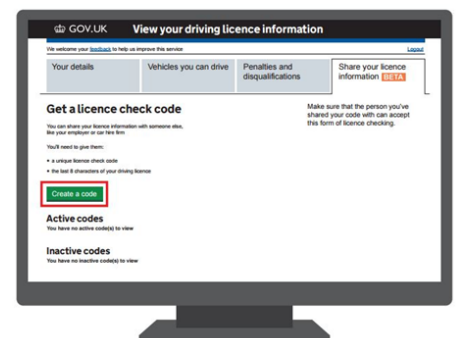 GOV.UK View your driving licence information
We welcome your feedback to help us improve this service Logout
Your details
Vehicles you can drive
Penalties and
disqualifications
Share your licence
information BETA
Get a licence check code
You can share your licence information with someone else,
like your employer or car hire firm
You'll need to give them:
• a unique licence check code
• the last 8 characters of your driving licence
Create a code
Active codes
You have no active code(s) to view
Inactive codes
You have no inactive code(s) to view
Make sure that the person you've
shared your code with can accept
this form of licence checking.